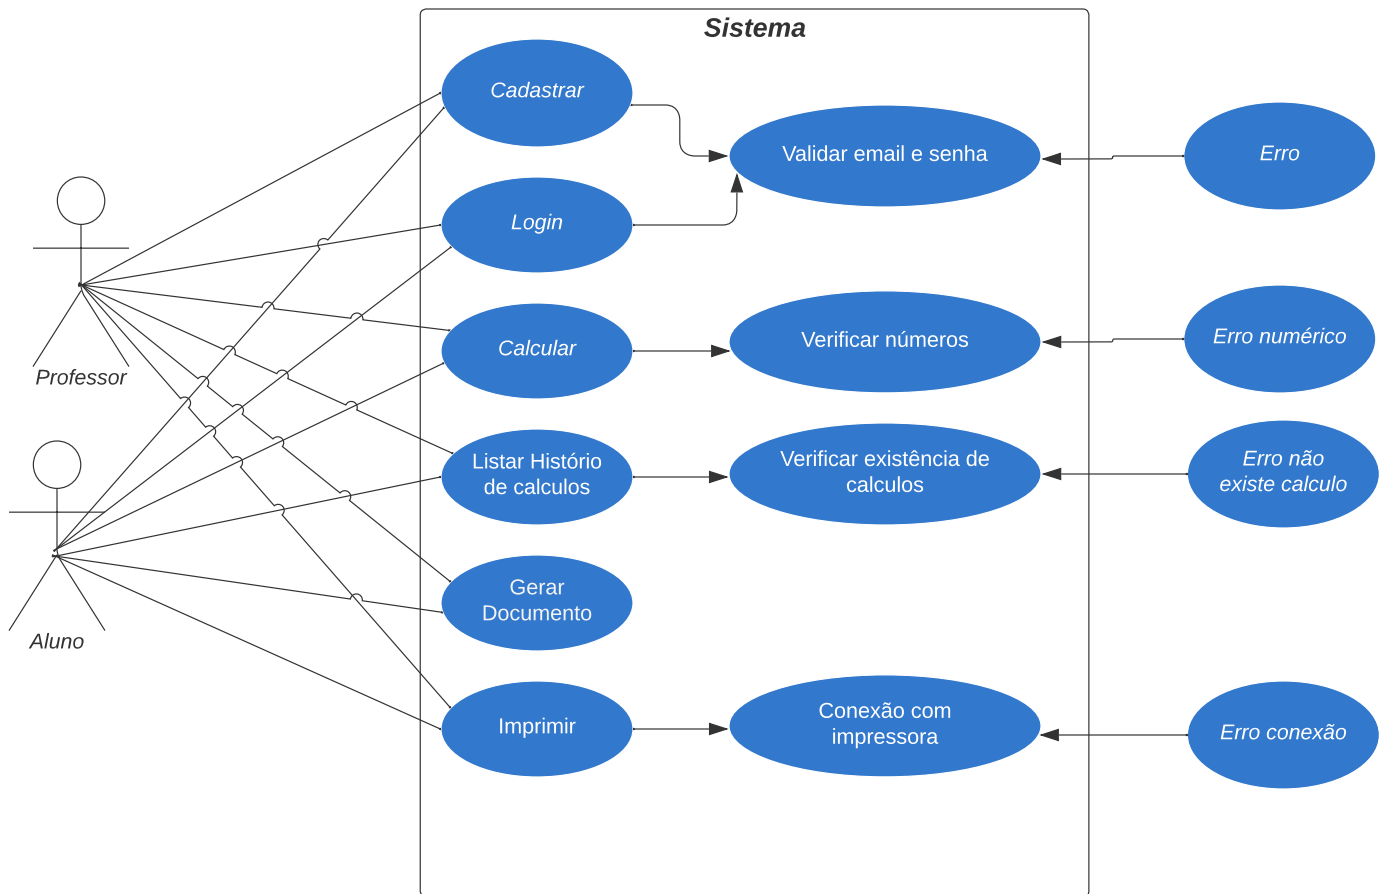 Sistema
Cadastrar
Validar email e senha
Erro
Login
Professor
Calcular
Verificar números
Erro numérico
Listar Histório
de calculos
Verificar existência de
calculos
Erro não
existe calculo
Gerar
Documento
Aluno
Imprimir
Conexão com
impressora
Erro conexão